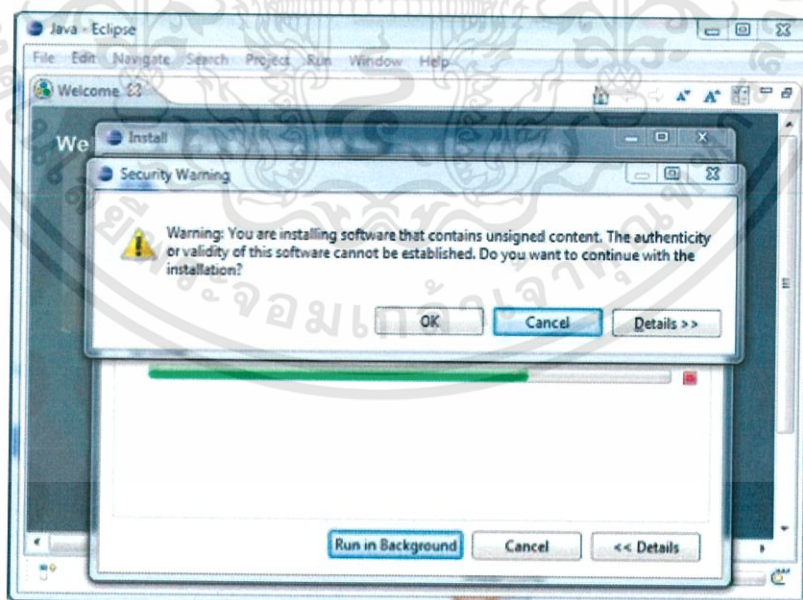 Java - Eclipse
File Edit Navigate Search Project Run Window Help
Welcome
We
Install
Security Warning
Warning: You are installing software that contains unsigned content. The authenticity
or validity of this software cannot be established. Do you want to continue with the
installation?
OK Cancel Details >>
Run in Background Cancel << Details